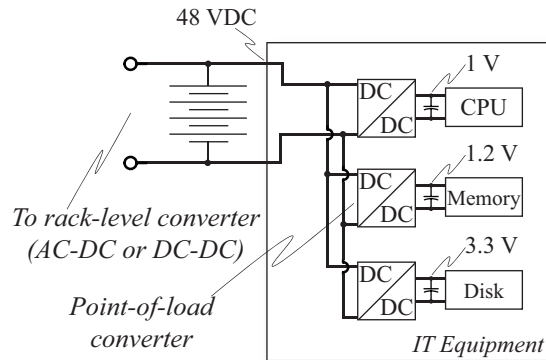 48 VDC
1 V
DC
DC
CPU
1.2 V
DC
DC
Memory
To rack-level converter
(AC-DC or DC-DC)
3.3 V
DC
DC
Disk
Point-of-load
converter
IT Equipment